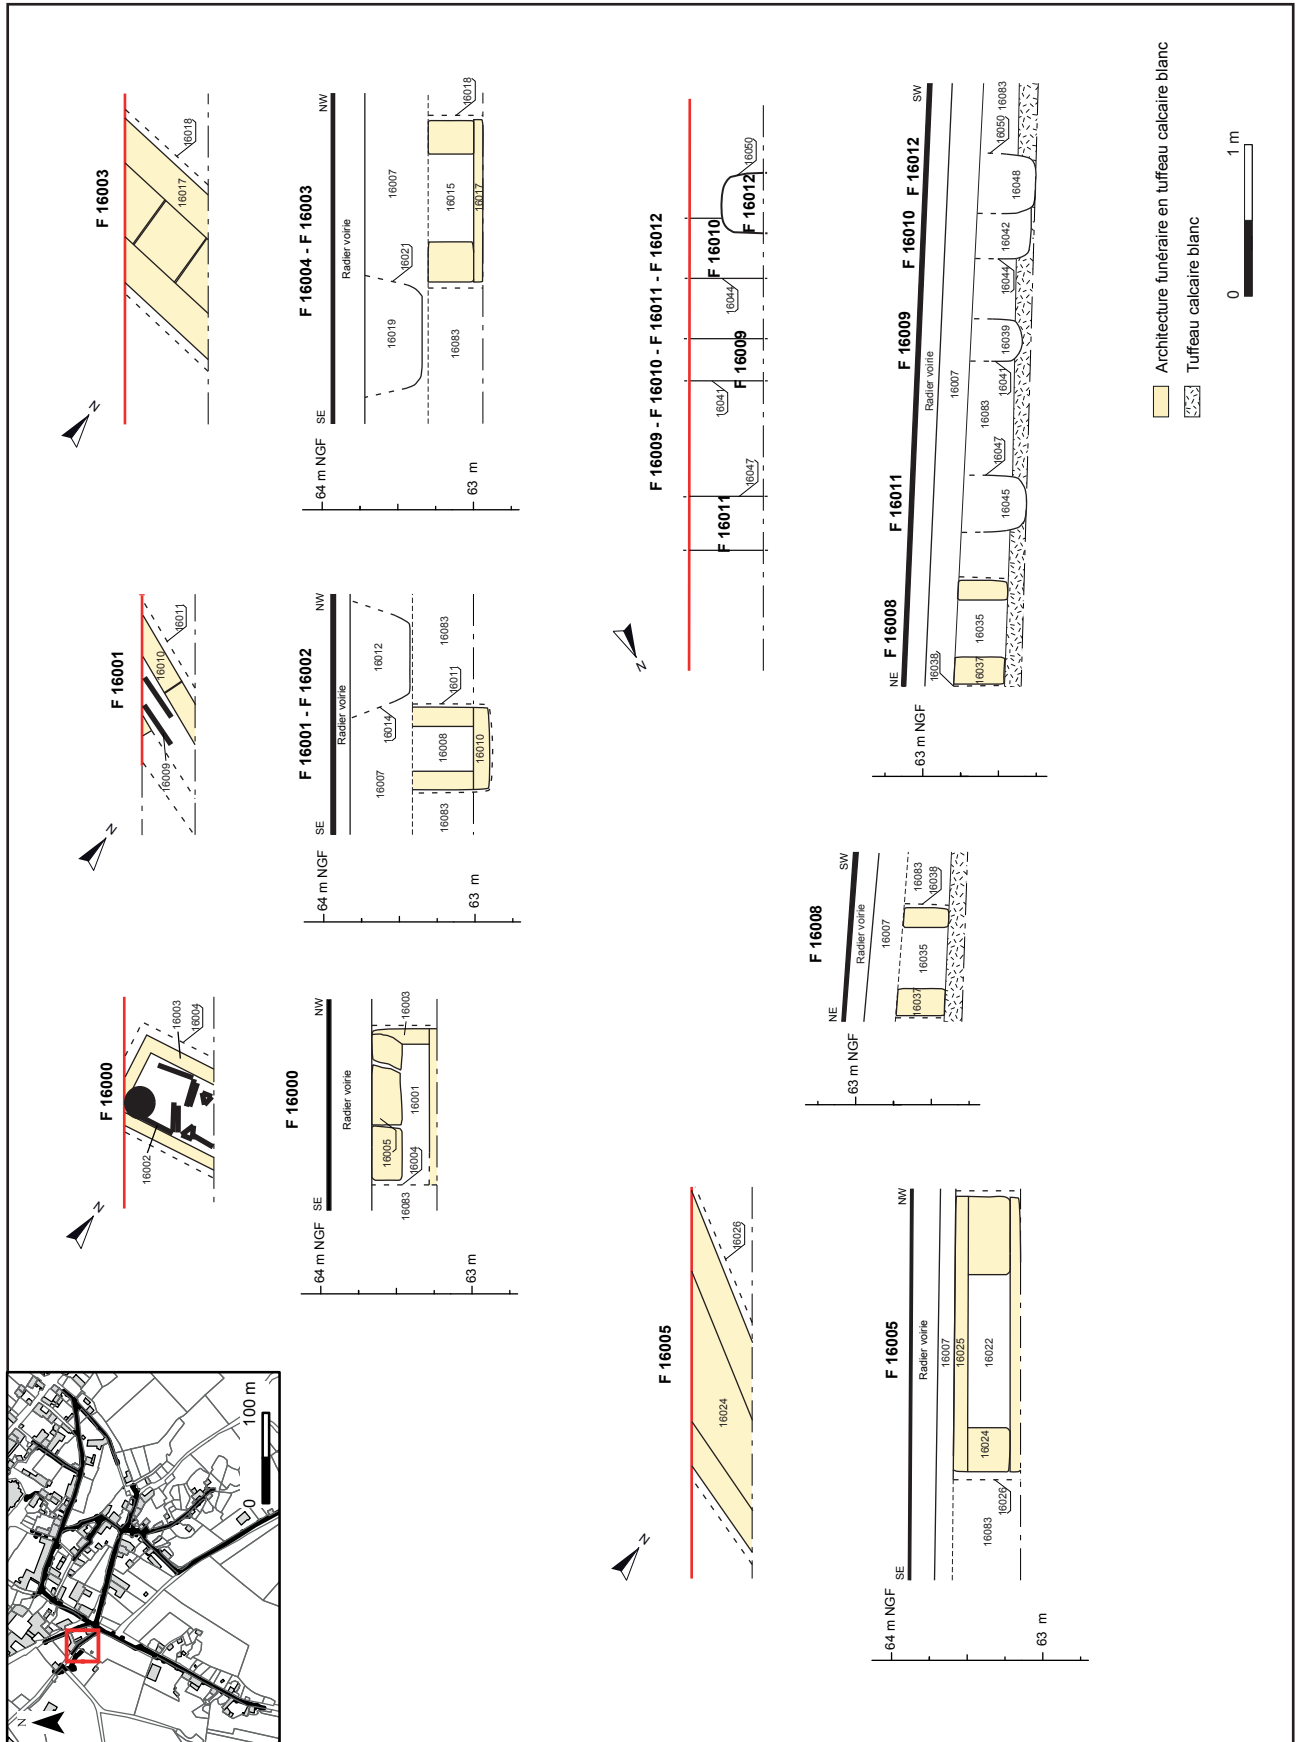 N
0 100 m
F 16000
N
16002
16003
16004
F 16000
SE
NW
Radier voirie
16083
16005
16004
16001
16003
64 m NGF
63 m
F 16001
N
16009
16010
16011
F 16001 - F 16002
SE
NW
Radier voirie
16007
16014
16012
16083
16008
16011
16083
16010
64 m NGF
63 m
F 16003
N
16017
16018
F 16004 - F 16003
SE
NW
Radier voirie
16019
16021
16007
16083
16015
16018
16017
64 m NGF
63 m
F 16005
N
16024
16026
F 16005
SE
NW
Radier voirie
16007
16025
16083
16026
16024
16022
64 m NGF
63 m
F 16008
NE
SW
Radier voirie
16007
16037
16035
16083
16038
63 m NGF
F 16009 - F 16010 - F 16011 - F 16012
N
F 16011
16047
16041
F 16009
16044
F 16010
F 16012
16050
F 16008
F 16011
F 16009
F 16010
F 16012
NE
SW
Radier voirie
16007
16038
16037
16035
16045
16047
16083
16041
16039
16044
16042
16048
16050
16083
63 m NGF
Architecture funéraire en tuffeau calcaire blanc
Tuffeau calcaire blanc
0 1 m